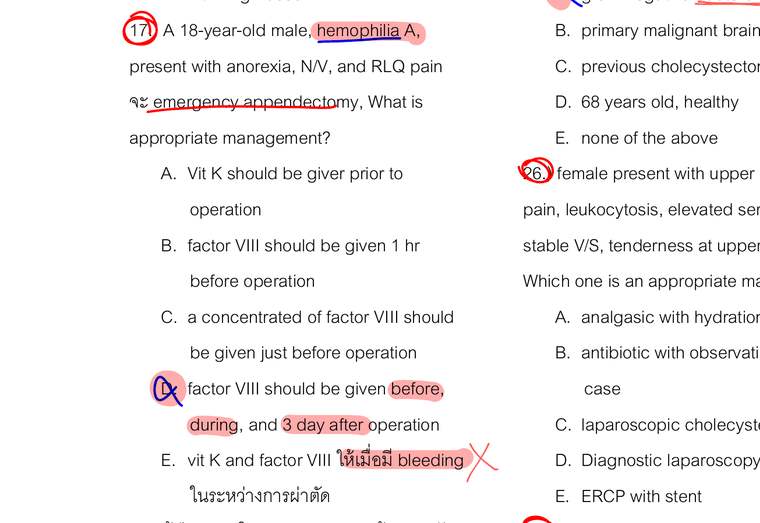 17. A 18-year-old male, hemophilia A,
present with anorexia, N/V, and RLQ pain
จะ emergency appendectomy, What is
appropriate management?
A. Vit K should be giver prior to
operation
B. factor VIII should be given 1 hr
before operation
C. a concentrated of factor VIII should
be given just before operation
D. factor VIII should be given before,
during, and 3 day after operation
E. vit K and factor VIII ให้เมื่อมี bleeding
ในระหว่างการผ่าตัด
B. primary malignant brain
C. previous
D. 68 years old, healthy
E. none of the above
26. female present with upper
pain, leukocytosis, elevated
stable V/S, tenderness at upper
Which one is an appropriate
A. analgasic with
B. antibiotic with
case
C. laparoscopic
D. Diagnostic laparoscopy
E. ERCP with stent